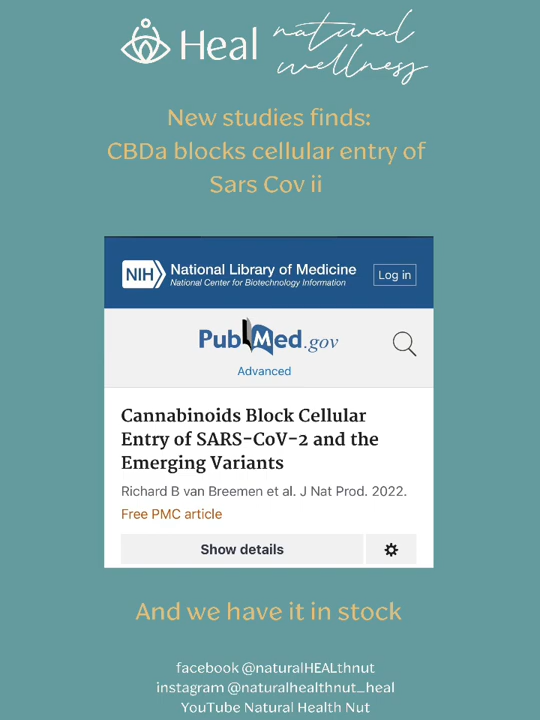 Heal natural
wellness
New studies finds:
CBDa blocks cellular entry of
Sars Cov ii
NIH National Library of Medicine
National Center for Biotechnology Information
Log in
PubMed.gov
Advanced
Cannabinoids Block Cellular
Entry of SARS-CoV-2 and the
Emerging Variants
Richard B van Breemen et al. J Nat Prod. 2022.
Free PMC article
Show details
And we have it in stock
facebook @naturalHEALthnut
instagram @naturalhealthnut_heal
YouTube Natural Health Nut